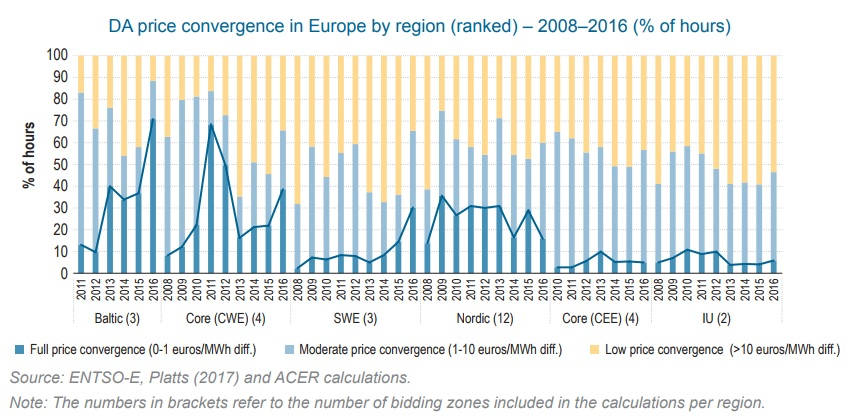 DA price convergence in Europe by region (ranked) – 2008–2016 (% of hours)
% of hours
100
90
80
70
60
50
40
30
20
10
0
2011 2012 2013 2014 2015 2016 2008 2009 2010 2011 2012 2013 2014 2015 2016 2008 2009 2010 2011 2012 2013 2014 2015 2016 2008 2009 2010 2011 2012 2013 2014 2015 2016 2010 2011 2012 2013 2014 2015 2016 2008 2009 2010 2011 2012 2013 2014 2015 2016
Baltic (3) Core (CWE) (4) SWE (3) Nordic (12) Core (CEE) (4) IU (2)
Full price convergence (0-1 euros/MWh diff.) Moderate price convergence (1-10 euros/MWh diff.) Low price convergence (>10 euros/MWh diff.)
Source: ENTSO-E, Platts (2017) and ACER calculations.
Note: The numbers in brackets refer to the number of bidding zones included in the calculations per region.